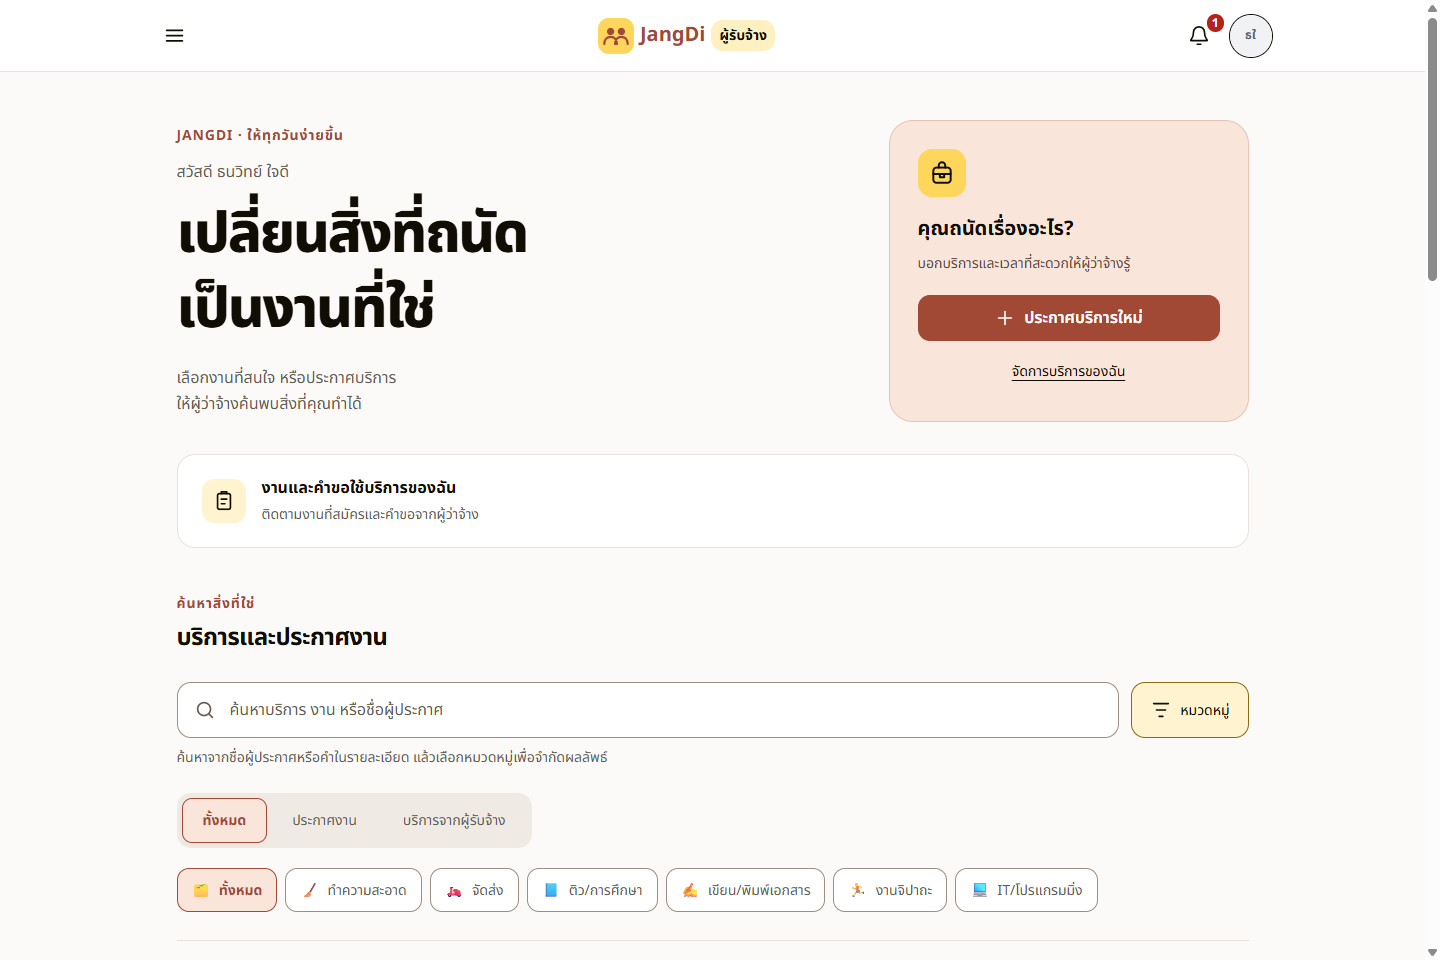 JangDi ผู้รับจ้าง
1
ธใ
JANGDI · ให้ทุกวันง่ายขึ้น
สวัสดี ธนวิทย์ ใจดี
เปลี่ยนสิ่งที่ถนัด
เป็นงานที่ใช่
เลือกงานที่สนใจ หรือประกาศบริการ
ให้ผู้ว่าจ้างค้นพบสิ่งที่คุณทำได้
คุณถนัดเรื่องอะไร?
บอกบริการและเวลาที่สะดวกให้ผู้ว่าจ้างรู้
ประกาศบริการใหม่
จัดการบริการของฉัน
งานและคำขอใช้บริการของฉัน
ติดตามงานที่สมัครและคำขอจากผู้ว่าจ้าง
ค้นหาสิ่งที่ใช่
บริการและประกาศงาน
ค้นหาบริการ งาน หรือชื่อผู้ประกาศ
หมวดหมู่
ค้นหาจากชื่อผู้ประกาศหรือคำในรายละเอียด แล้วเลือกหมวดหมู่เพื่อจำกัดผลลัพธ์
ทั้งหมด ประกาศงาน บริการจากผู้รับจ้าง
ทั้งหมด ทำความสะอาด จัดส่ง ติว/การศึกษา เขียน/พิมพ์เอกสาร งานจิปาถะ IT/โปรแกรมมิ่ง